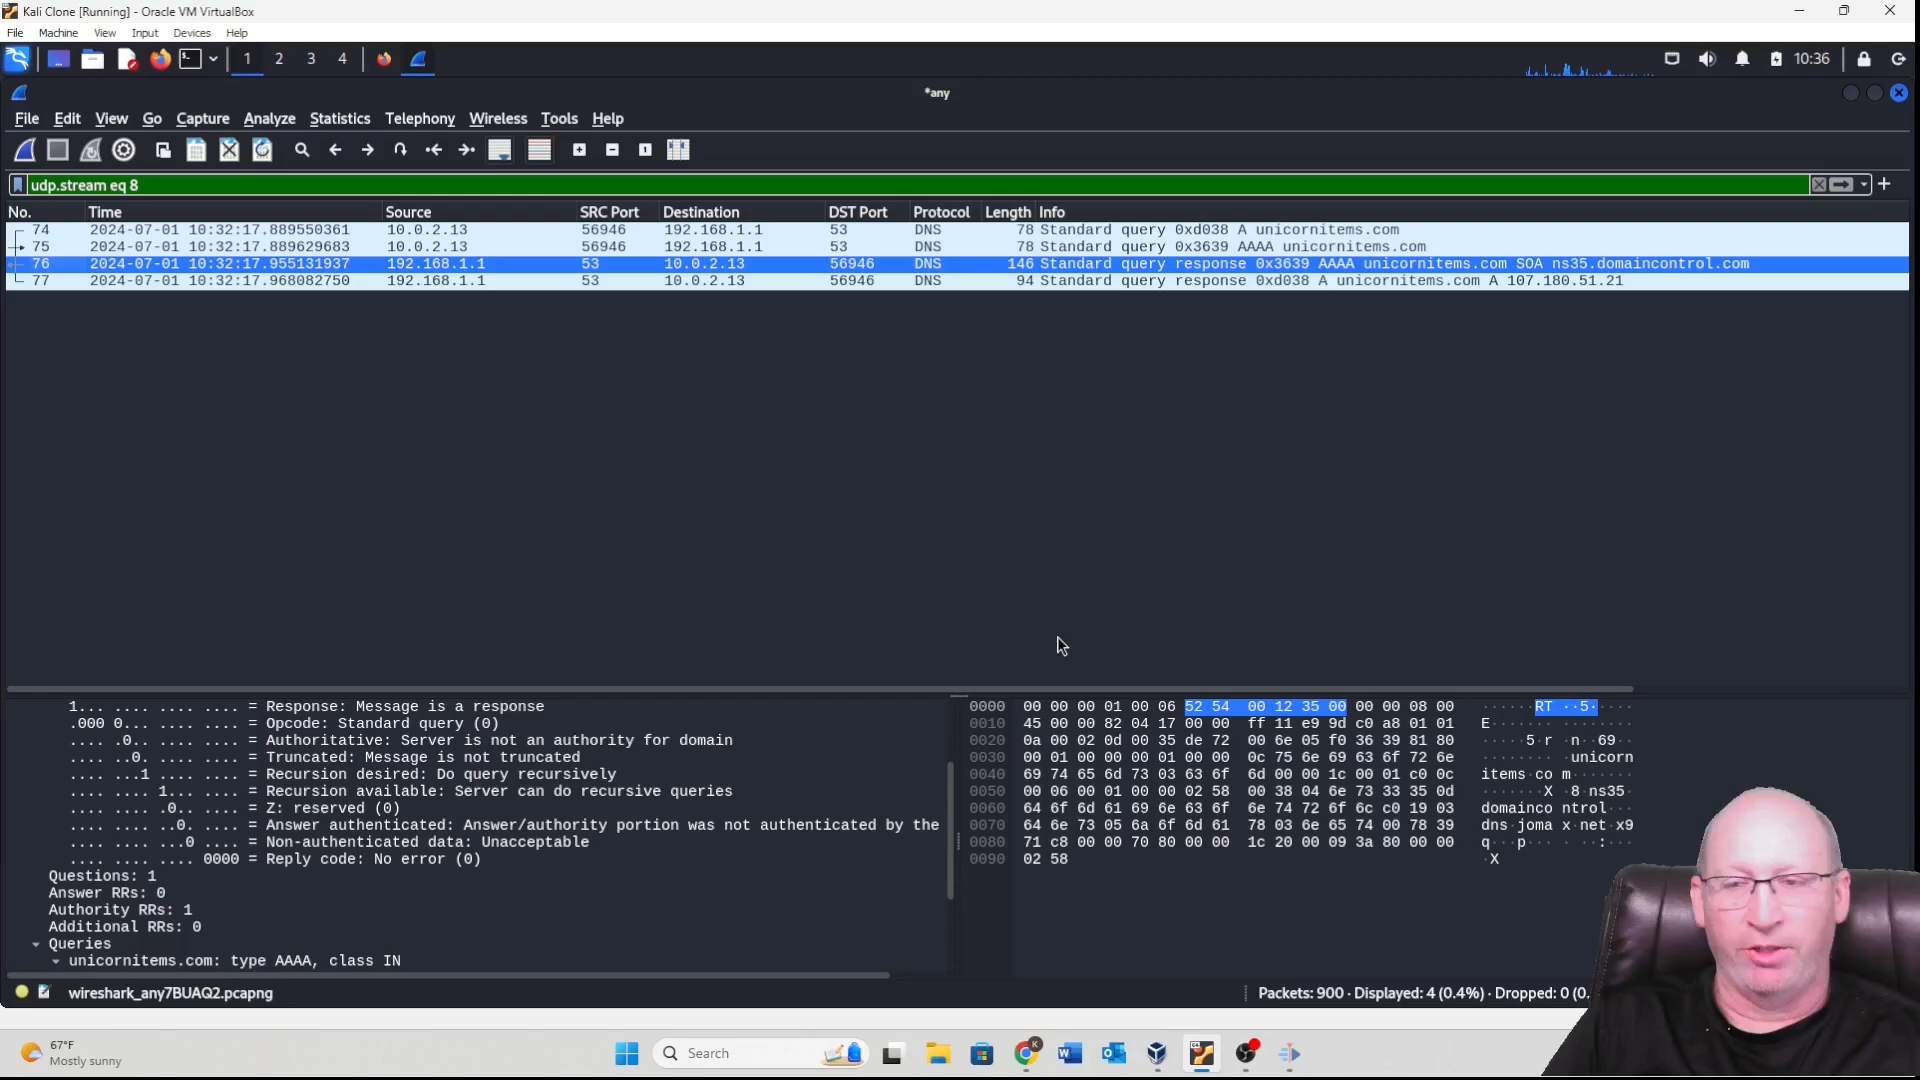 Kali Clone [Running] - Oracle VM VirtualBox
File Machine View Input Devices Help
1 2 3 4 10:36
*any
File Edit View Go Capture Analyze Statistics Telephony Wireless Tools Help
udp.stream eq 8
No. Time Source SRC Port Destination DST Port Protocol Length Info
74 2024-07-01 10:32:17.889550361 10.0.2.13 56946 192.168.1.1 53 DNS 78 Standard query 0xd038 A unicornitems.com
75 2024-07-01 10:32:17.889629683 10.0.2.13 56946 192.168.1.1 53 DNS 78 Standard query 0x3639 AAAA unicornitems.com
76 2024-07-01 10:32:17.955131937 192.168.1.1 53 10.0.2.13 56946 DNS 146 Standard query response 0x3639 AAAA unicornitems.com SOA ns35.domaincontrol.com
77 2024-07-01 10:32:17.968082750 192.168.1.1 53 10.0.2.13 56946 DNS 94 Standard query response 0xd038 A unicornitems.com A 107.180.51.21
1... .... .... .... = Response: Message is a response
.000 0... .... .... = Opcode: Standard query (0)
.... .0.. .... .... = Authoritative: Server is not an authority for domain
.... ..0. .... .... = Truncated: Message is not truncated
.... ...1 .... .... = Recursion desired: Do query recursively
.... .... 1... .... = Recursion available: Server can do recursive queries
.... .... .0.. .... = Z: reserved (0)
.... .... ..0. .... = Answer authenticated: Answer/authority portion was not authenticated by the
.... .... ...0 .... = Non-authenticated data: Unacceptable
.... .... .... 0000 = Reply code: No error (0)
Questions: 1
Answer RRs: 0
Authority RRs: 1
Additional RRs: 0
Queries
unicornitems.com: type AAAA, class IN
0000 00 00 00 01 00 06 52 54 00 12 35 00 00 00 08 00 ······RT ··5·····
0010 45 00 00 82 04 17 00 00 ff 11 e9 9d c0 a8 01 01 E·······  ········
0020 0a 00 02 0d 00 35 de 72 00 6e 05 f0 36 39 81 80 ·····5·r ·n··69··
0030 00 01 00 00 00 01 00 00 0c 75 6e 69 63 6f 72 6e ········ ·unicorn
0040 69 74 65 6d 73 03 63 6f 6d 00 00 1c 00 01 c0 0c items·co m·······
0050 00 06 00 01 00 00 02 58 00 38 04 6e 73 33 35 0d ·······X ·8·ns35·
0060 64 6f 6d 61 69 6e 63 6f 6e 74 72 6f 6c c0 19 03 domainco ntrol···
0070 64 6e 73 05 6a 6f 6d 61 78 03 6e 65 74 00 78 39 dns·joma x·net·x9
0080 71 c8 00 00 70 80 00 00 1c 20 00 09 3a 80 00 00 q···p··· · ··:···
0090 02 58 ·X
wireshark_any7BUAQ2.pcapng
Packets: 900 · Displayed: 4 (0.4%) · Dropped: 0 (0.
67°F
Mostly sunny
Search